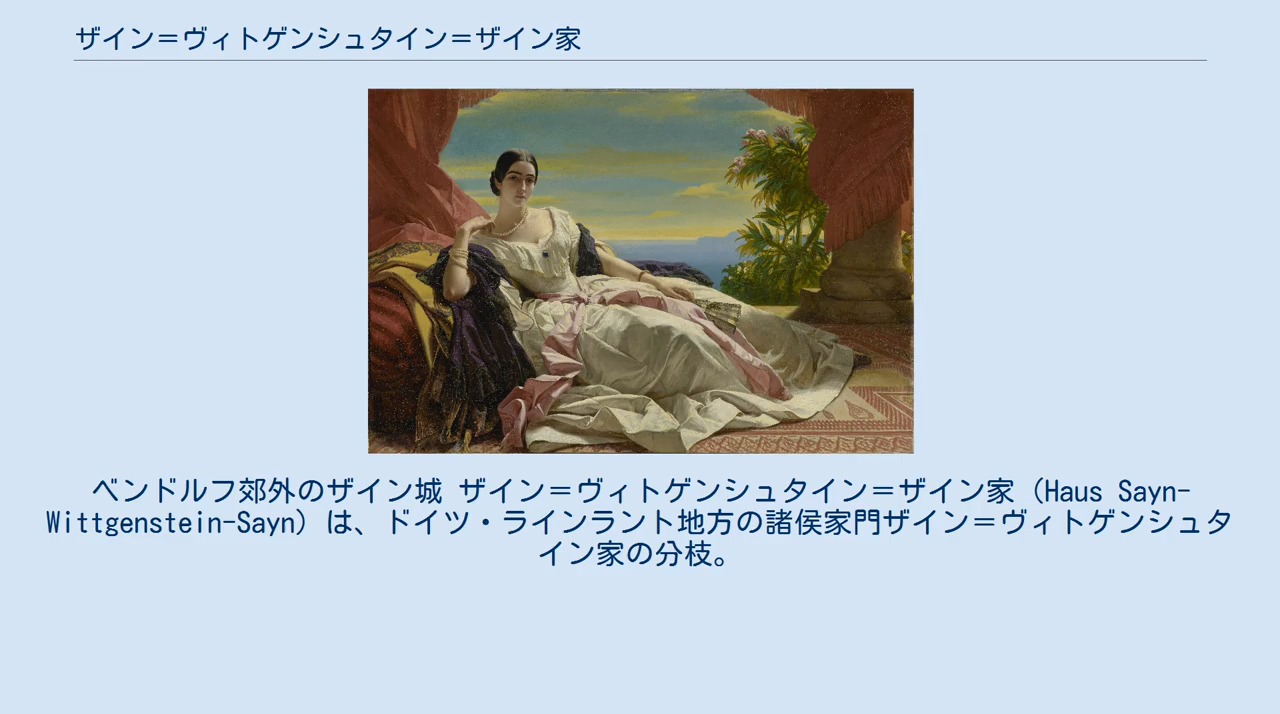 ザイン＝ヴィトゲンシュタイン＝ザイン家
ベンドルフ郊外のザイン城 ザイン＝ヴィトゲンシュタイン＝ザイン家（Haus Sayn-
Wittgenstein-Sayn）は、ドイツ・ラインラント地方の諸侯家門ザイン＝ヴィトゲンシュタ
イン家の分枝。